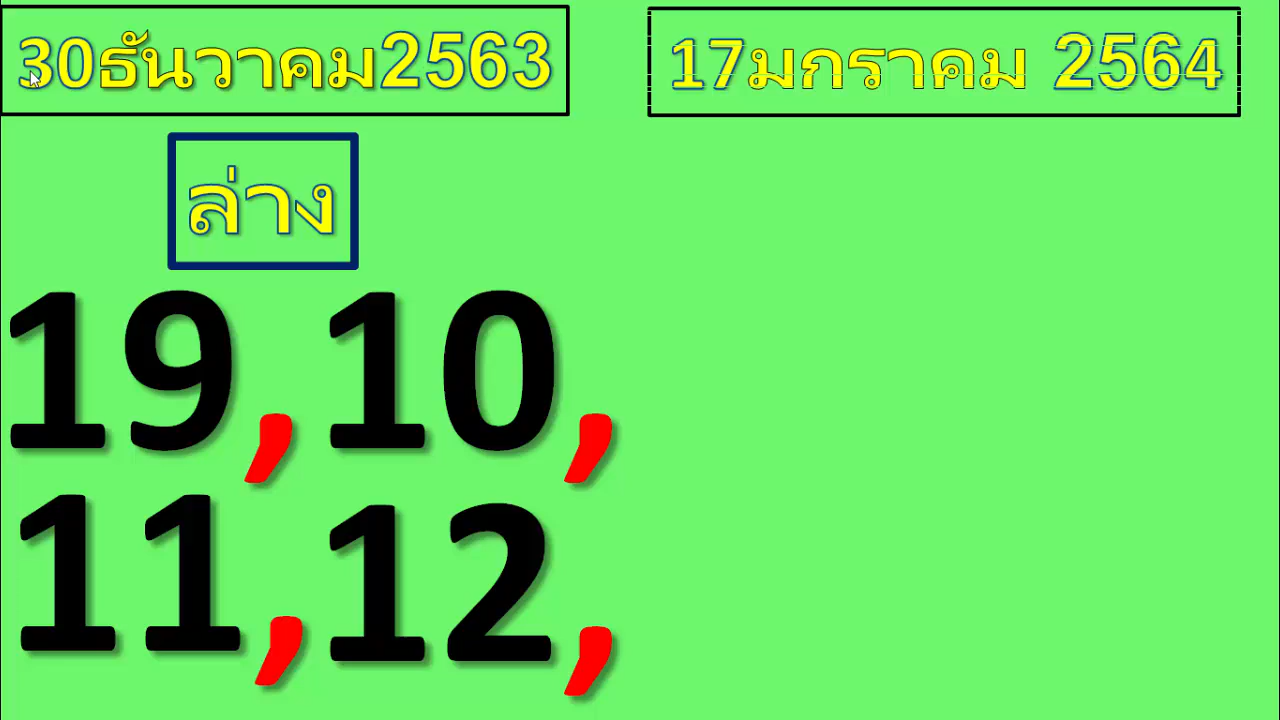 30ธันวาคม2563
17มกราคม 2564
ล่าง
19,10,
11,12,